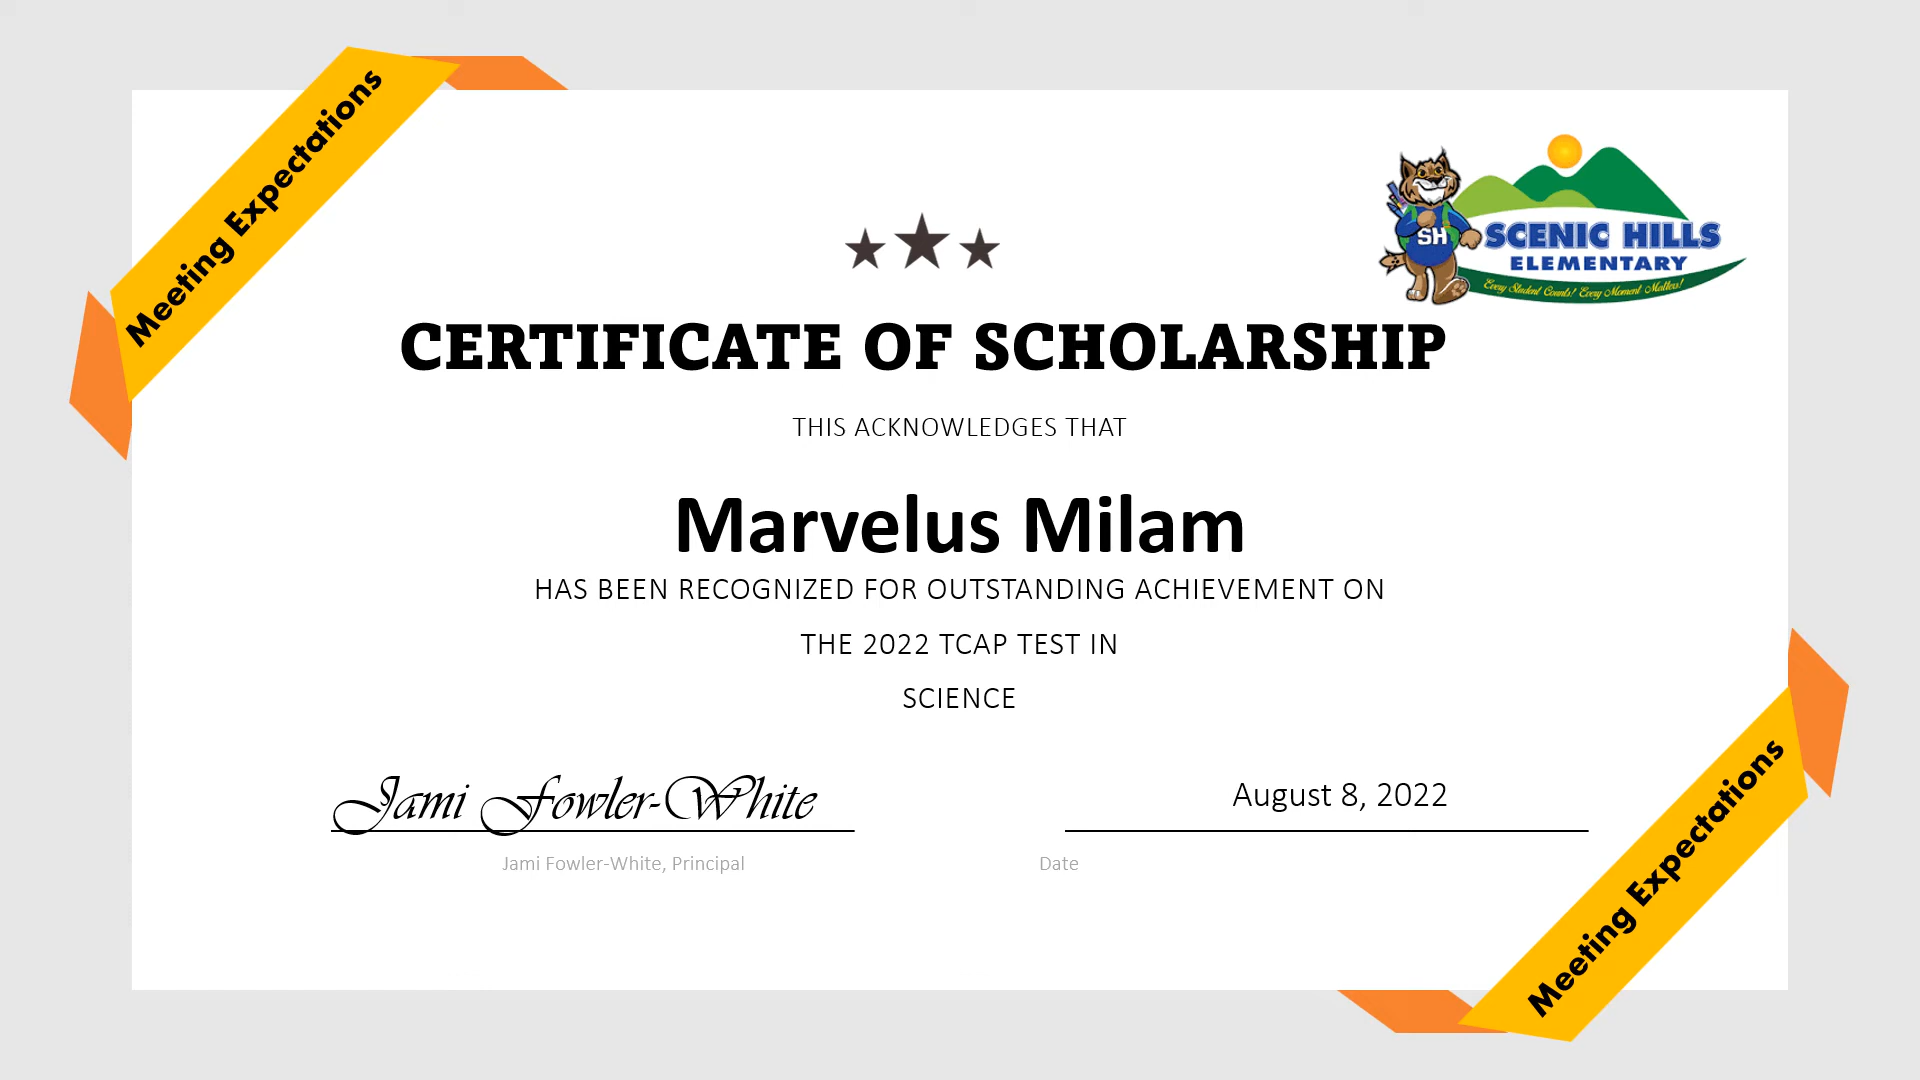 Meeting Expectations
SH
SCENIC HILLS
ELEMENTARY
Every Student Counts! Every Moment Matters!
CERTIFICATE OF SCHOLARSHIP
THIS ACKNOWLEDGES THAT
Marvelus Milam
HAS BEEN RECOGNIZED FOR OUTSTANDING ACHIEVEMENT ON
THE 2022 TCAP TEST IN
SCIENCE
Jami Fowler-White
August 8, 2022
Jami Fowler-White, Principal
Date
Meeting Expectations